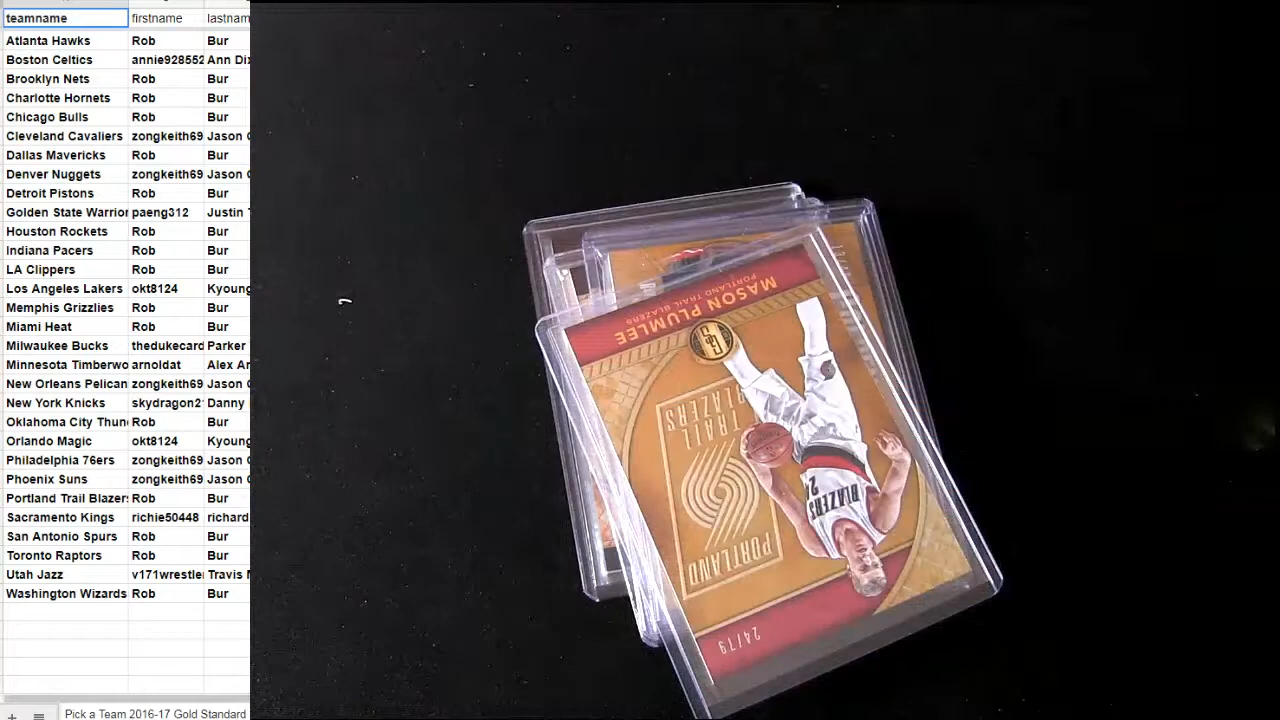 teamname firstname lastnam
Atlanta Hawks Rob Bur
Boston Celtics annie928552 Ann Di
Brooklyn Nets Rob Bur
Charlotte Hornets Rob Bur
Chicago Bulls Rob Bur
Cleveland Cavaliers zongkeith69 Jason
Dallas Mavericks Rob Bur
Denver Nuggets zongkeith69 Jason
Detroit Pistons Rob Bur
Golden State Warrior paeng312 Justin
Houston Rockets Rob Bur
Indiana Pacers Rob Bur
LA Clippers Rob Bur
Los Angeles Lakers okt8124 Kyoung
Memphis Grizzlies Rob Bur
Miami Heat Rob Bur
Milwaukee Bucks thedukecard Parker
Minnesota Timberwo arnoldat Alex Ar
New Orleans Pelican zongkeith69 Jason
New York Knicks skydragon2 Danny
Oklahoma City Thun Rob Bur
Orlando Magic okt8124 Kyoung
Philadelphia 76ers zongkeith69 Jason
Phoenix Suns zongkeith69 Jason
Portland Trail Blazers Rob Bur
Sacramento Kings richie50448 richard
San Antonio Spurs Rob Bur
Toronto Raptors Rob Bur
Utah Jazz v171wrestle Travis
Washington Wizards Rob Bur
Pick a Team 2016-17 Gold Standard
MASON PLUMLEE
PORTLAND TRAIL BLAZERS
GS
TRAIL
BLAZERS
PORTLAND
BLAZERS
24
24/79